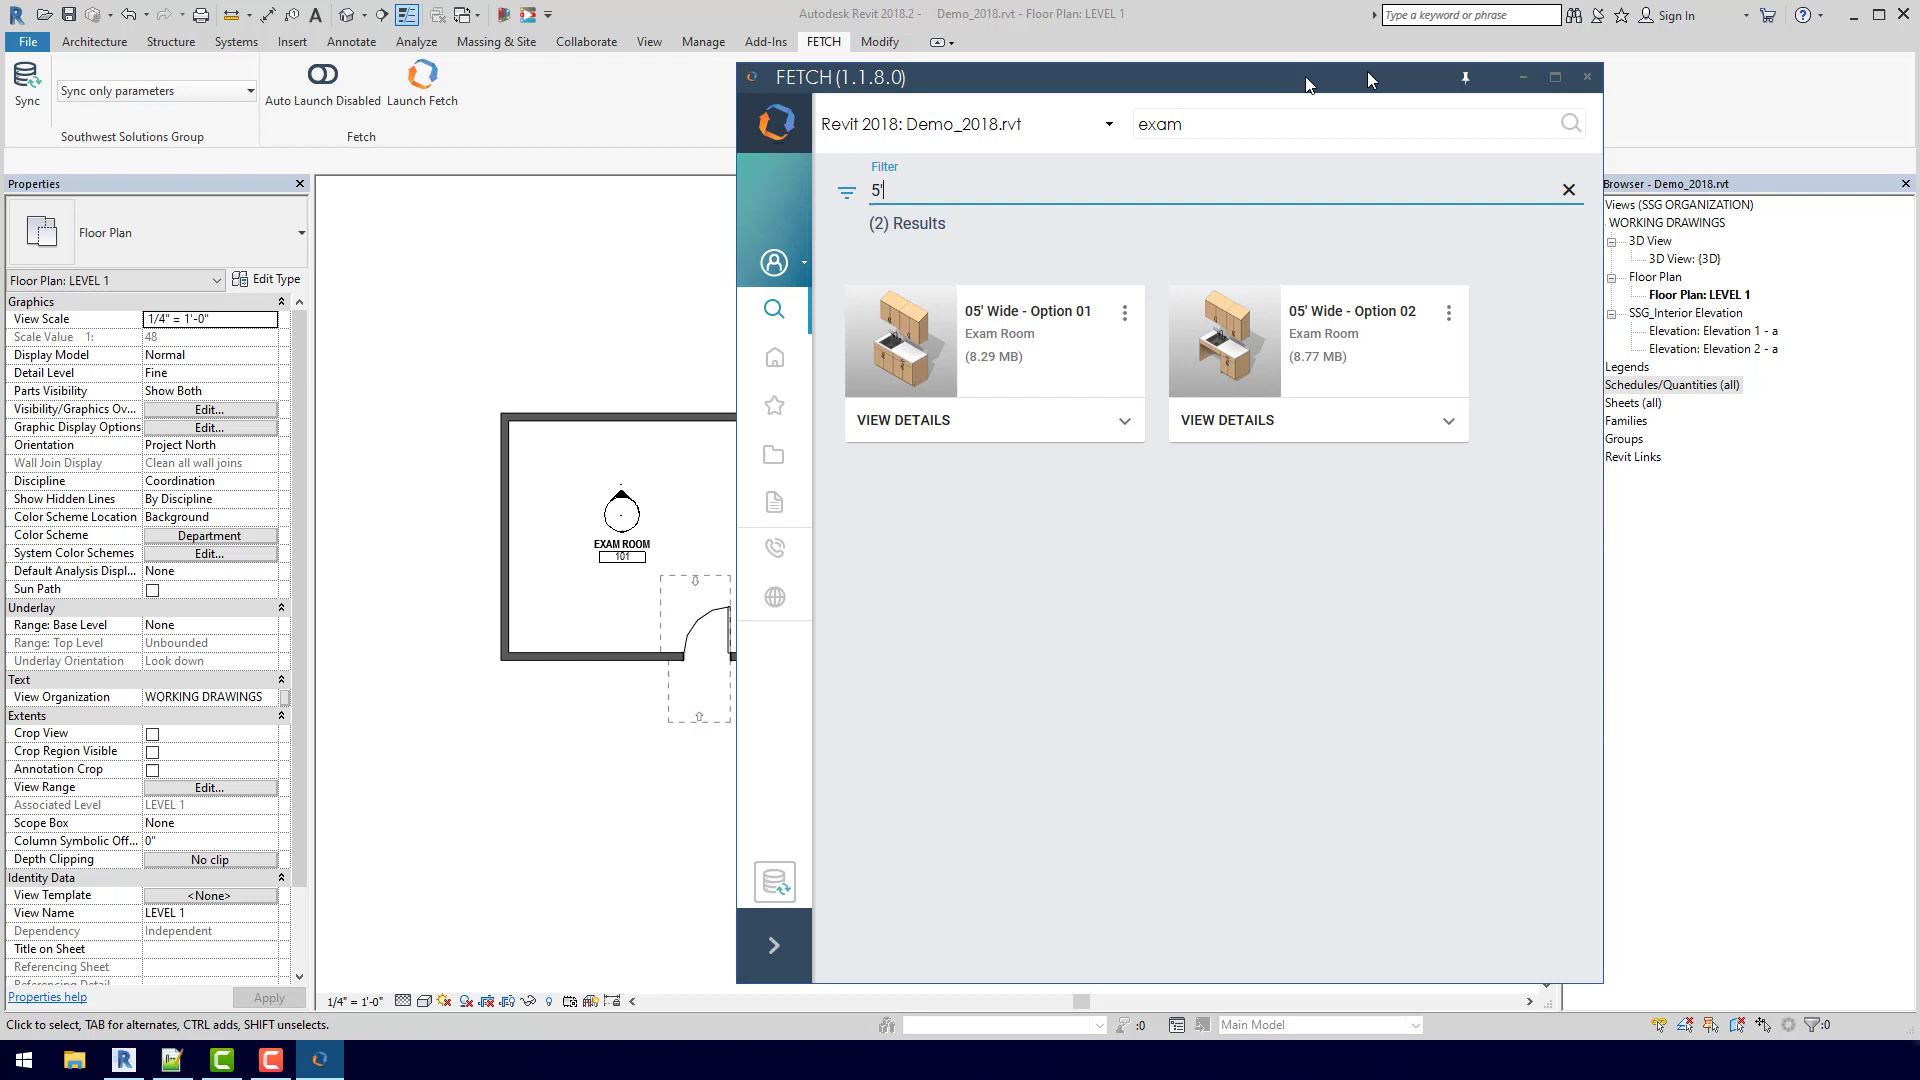 Autodesk Revit 2018.2 - Demo_2018.rvt - Floor Plan: LEVEL 1
Type a keyword or phrase
Sign In
File Architecture Structure Systems Insert Annotate Analyze Massing & Site Collaborate View Manage Add-Ins FETCH Modify
Sync
Sync only parameters
Auto Launch Disabled
Launch Fetch
Southwest Solutions Group
Fetch
Properties
Floor Plan
Floor Plan: LEVEL 1
Edit Type
Graphics
View Scale 1/4" = 1'-0"
Scale Value 1: 48
Display Model Normal
Detail Level Fine
Parts Visibility Show Both
Visibility/Graphics Ov... Edit...
Graphic Display Options Edit...
Orientation Project North
Wall Join Display Clean all wall joins
Discipline Coordination
Show Hidden Lines By Discipline
Color Scheme Location Background
Color Scheme Department
System Color Schemes Edit...
Default Analysis Displ... None
Sun Path
Underlay
Range: Base Level None
Range: Top Level Unbounded
Underlay Orientation Look down
Text
View Organization WORKING DRAWINGS
Extents
Crop View
Crop Region Visible
Annotation Crop
View Range Edit...
Associated Level LEVEL 1
Scope Box None
Column Symbolic Off... 0"
Depth Clipping No clip
Identity Data
View Template <None>
View Name LEVEL 1
Dependency Independent
Title on Sheet
Referencing Sheet
Referencing Detail
Properties help
Apply
EXAM ROOM
101
FETCH (1.1.8.0)
Revit 2018: Demo_2018.rvt
exam
Filter
5'
(2) Results
05' Wide - Option 01
Exam Room
(8.29 MB)
VIEW DETAILS
05' Wide - Option 02
Exam Room
(8.77 MB)
VIEW DETAILS
Browser - Demo_2018.rvt
Views (SSG ORGANIZATION)
WORKING DRAWINGS
3D View
3D View: {3D}
Floor Plan
Floor Plan: LEVEL 1
SSG_Interior Elevation
Elevation: Elevation 1 - a
Elevation: Elevation 2 - a
Legends
Schedules/Quantities (all)
Sheets (all)
Families
Groups
Revit Links
1/4" = 1'-0"
Click to select, TAB for alternates, CTRL adds, SHIFT unselects.
:0
Main Model
:0